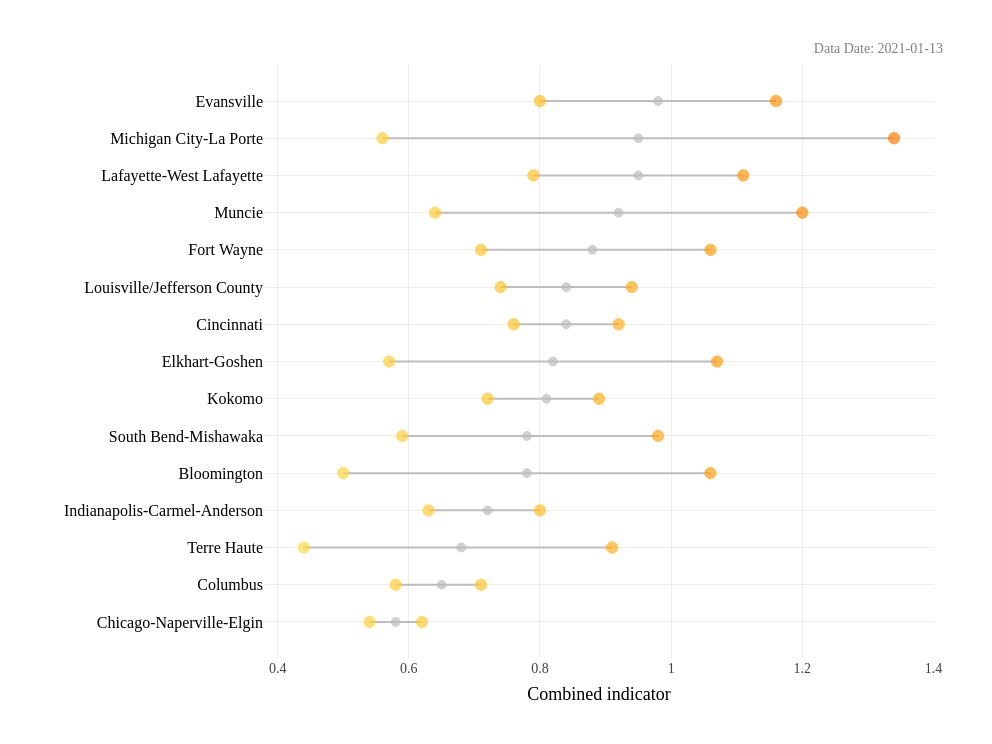 Data Date: 2021-01-13
Evansville
Michigan City-La Porte
Lafayette-West Lafayette
Muncie
Fort Wayne
Louisville/Jefferson County
Cincinnati
Elkhart-Goshen
Kokomo
South Bend-Mishawaka
Bloomington
Indianapolis-Carmel-Anderson
Terre Haute
Columbus
Chicago-Naperville-Elgin
0.4 0.6 0.8 1 1.2 1.4
Combined indicator